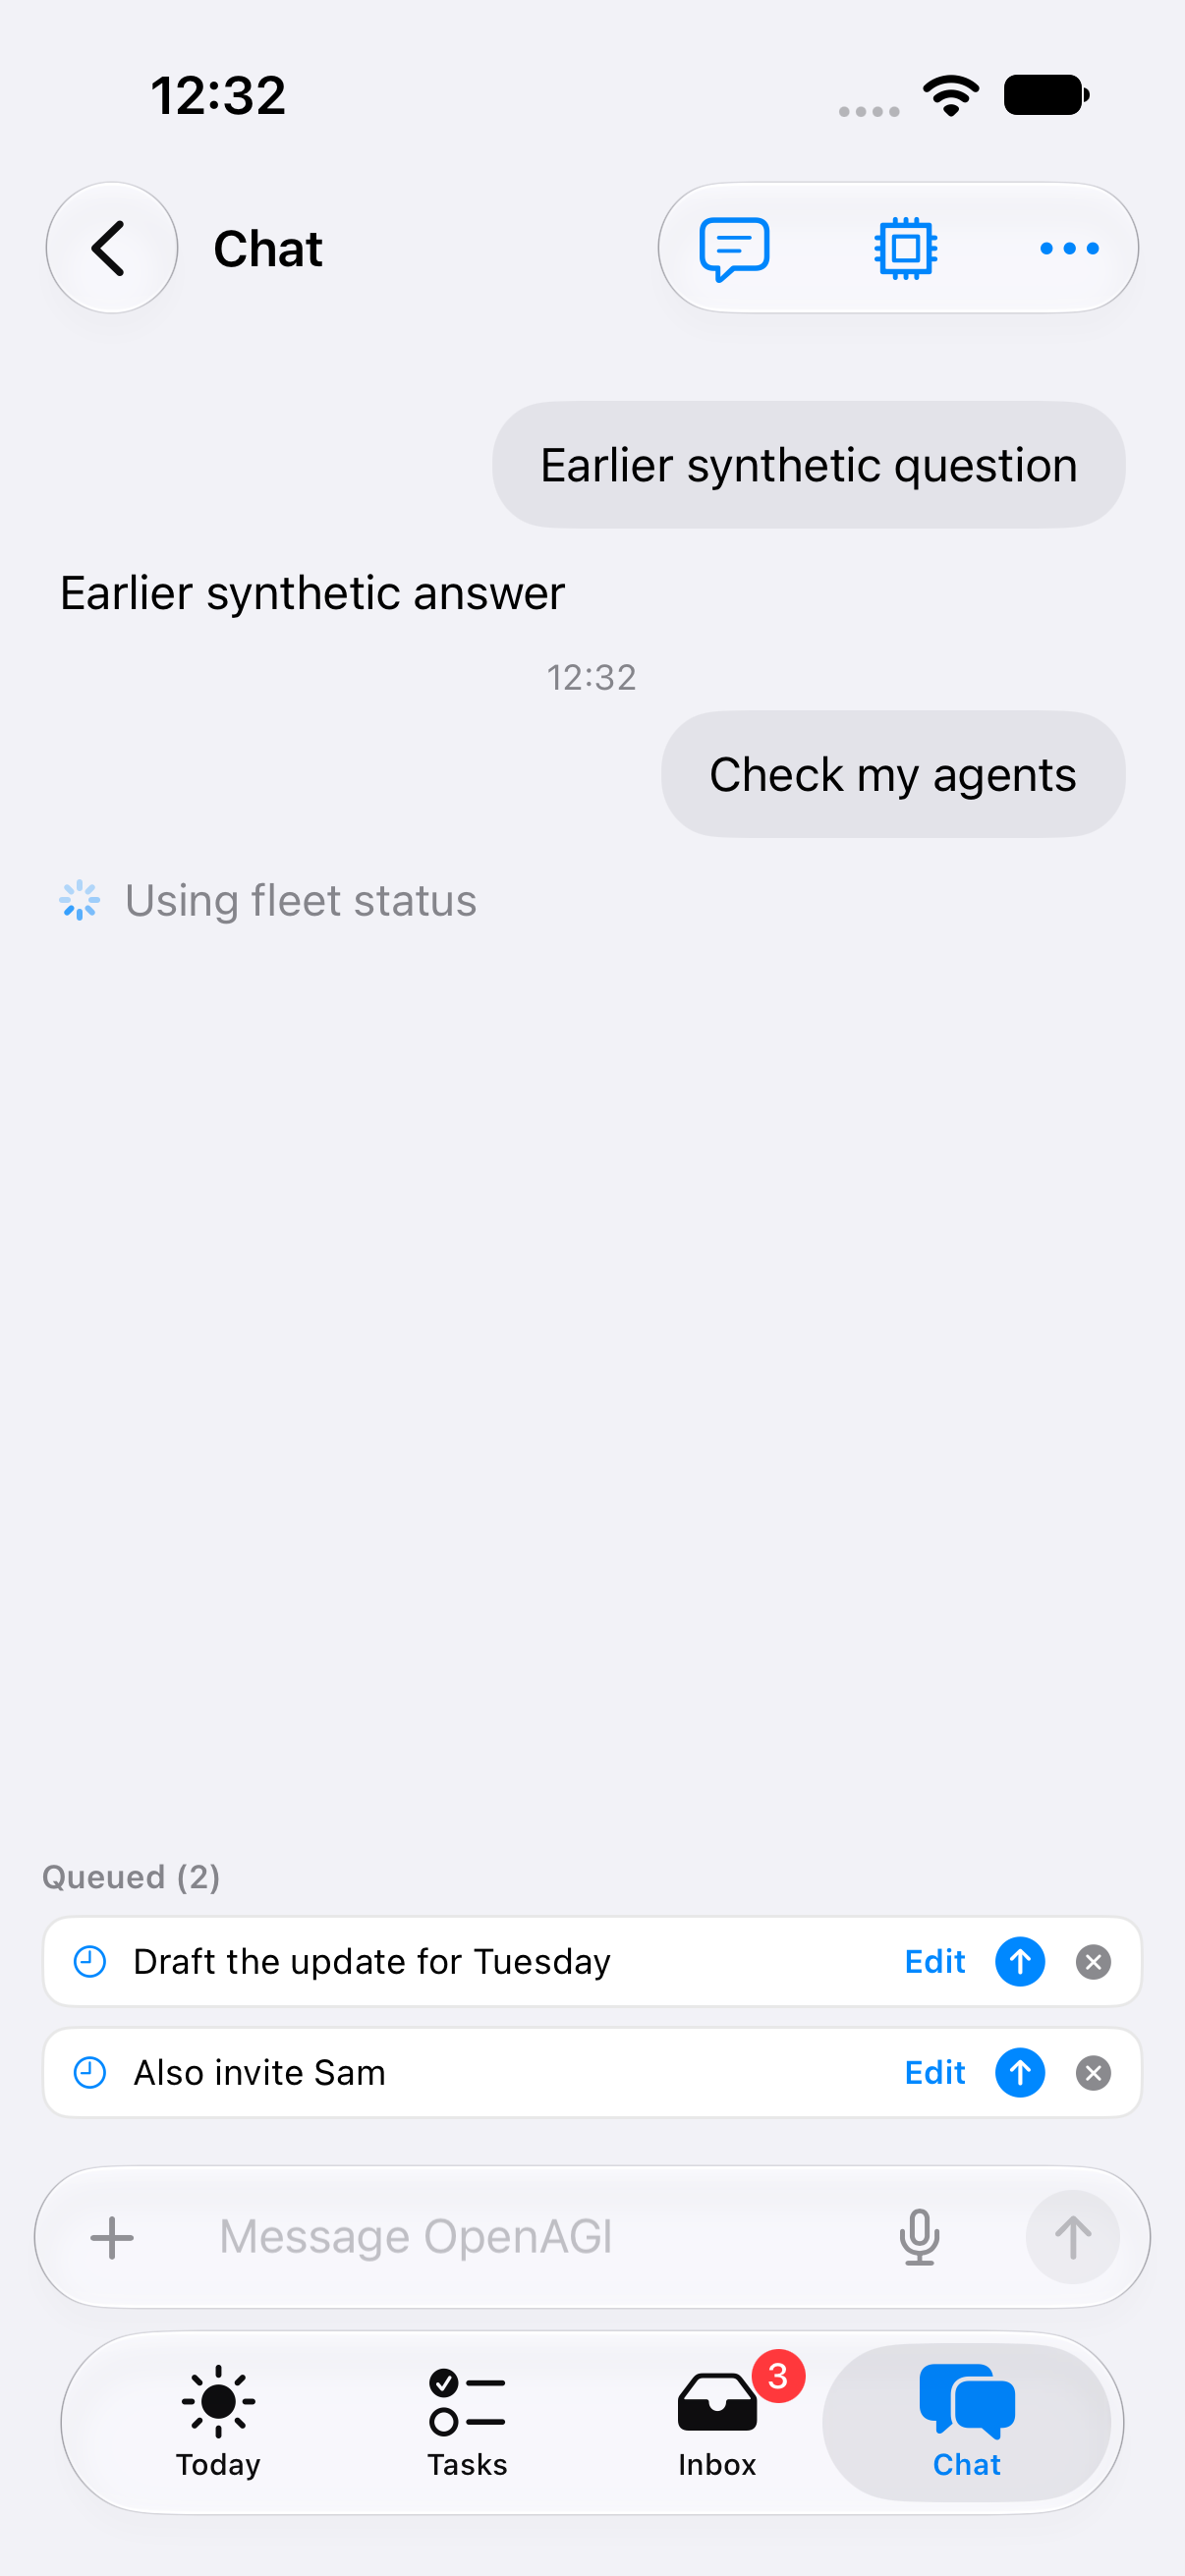 12:32
Chat
Earlier synthetic question
Earlier synthetic answer
12:32
Check my agents
Using fleet status
Queued (2)
Draft the update for Tuesday Edit
Also invite Sam Edit
Message OpenAGI
3
Today Tasks Inbox Chat